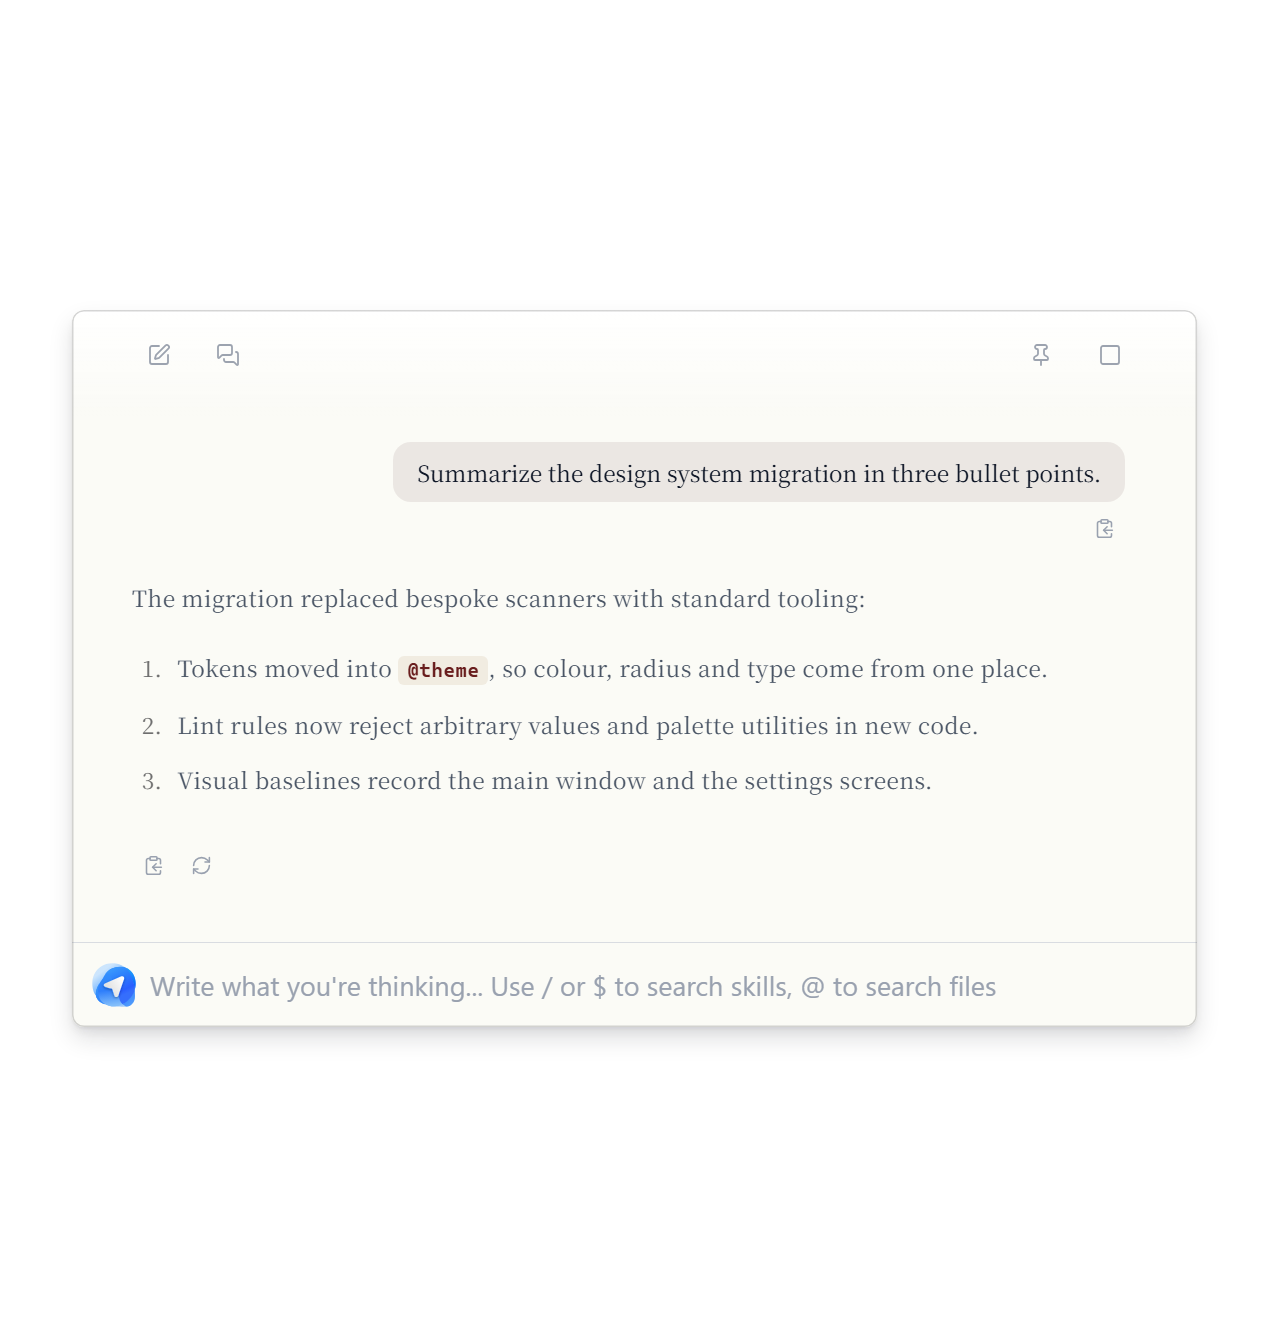 Summarize the design system migration in three bullet points.
The migration replaced bespoke scanners with standard tooling:
1. Tokens moved into @theme, so colour, radius and type come from one place.
2. Lint rules now reject arbitrary values and palette utilities in new code.
3. Visual baselines record the main window and the settings screens.
Write what you're thinking... Use / or $ to search skills, @ to search files